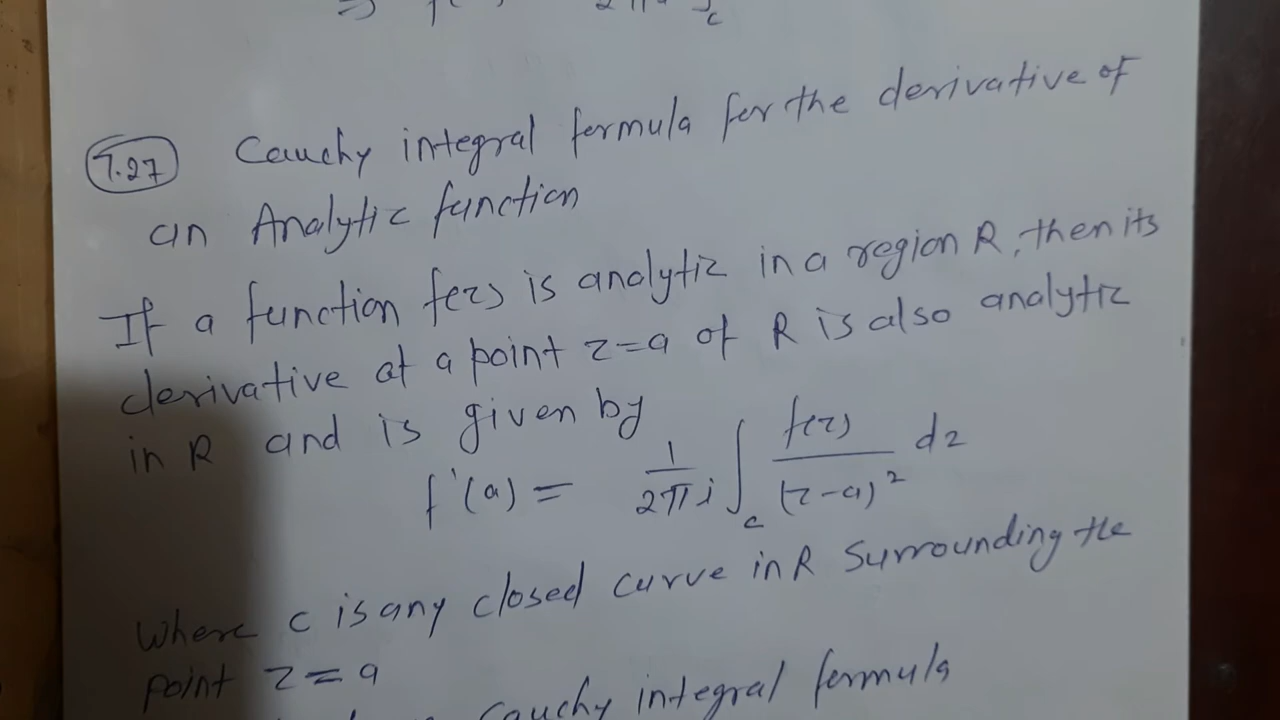 7.27 Cauchy integral formula for the derivative of
an Analytic function
If a function f(z) is analytic in a region R, then its
derivative at a point z=a of R is also analytic
in R and is given by
f'(a) = 1/2πi ∫c f(z)/(z-a)² dz
where c is any closed curve in R surrounding the
point z=a
Cauchy integral formula